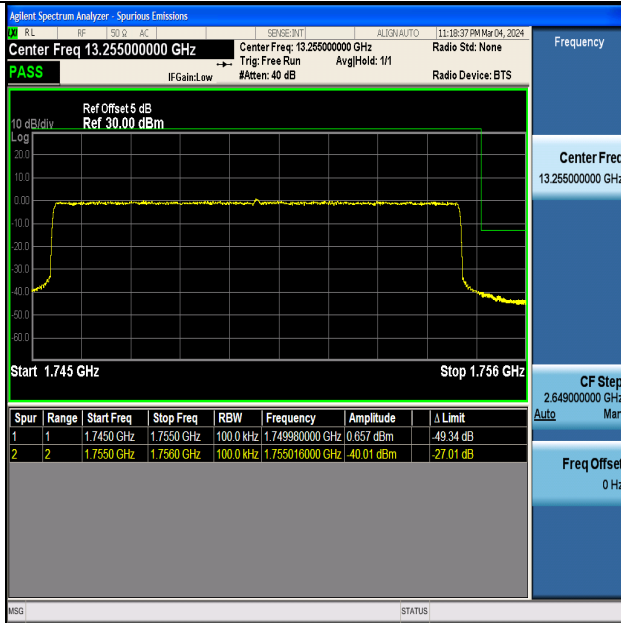 Agilent Spectrum Analyzer - Spurious Emissions
RL RF 50 Ω AC SENSE:INT ALIGN AUTO 11:18:37 PM Mar 04, 2024
Center Freq 13.255000000 GHz Center Freq: 13.255000000 GHz Radio Std: None
Trig: Free Run Avg|Hold: 1/1
PASS IFGain:Low #Atten: 40 dB Radio Device: BTS
Ref Offset 5 dB
10 dB/div Ref 30.00 dBm
Log
20.0
10.0
0.00
-10.0
-20.0
-30.0
-40.0
-50.0
-60.0
Start 1.745 GHz Stop 1.756 GHz
Spur Range Start Freq Stop Freq RBW Frequency Amplitude Δ Limit
1 1 1.7450 GHz 1.7550 GHz 100.0 kHz 1.749980000 GHz 0.657 dBm -49.34 dB
2 2 1.7550 GHz 1.7560 GHz 100.0 kHz 1.755016000 GHz -40.01 dBm -27.01 dB
MSG STATUS
Frequency
Center Freq
13.255000000 GHz
CF Step
2.649000000 GHz
Auto Man
Freq Offset
0 Hz